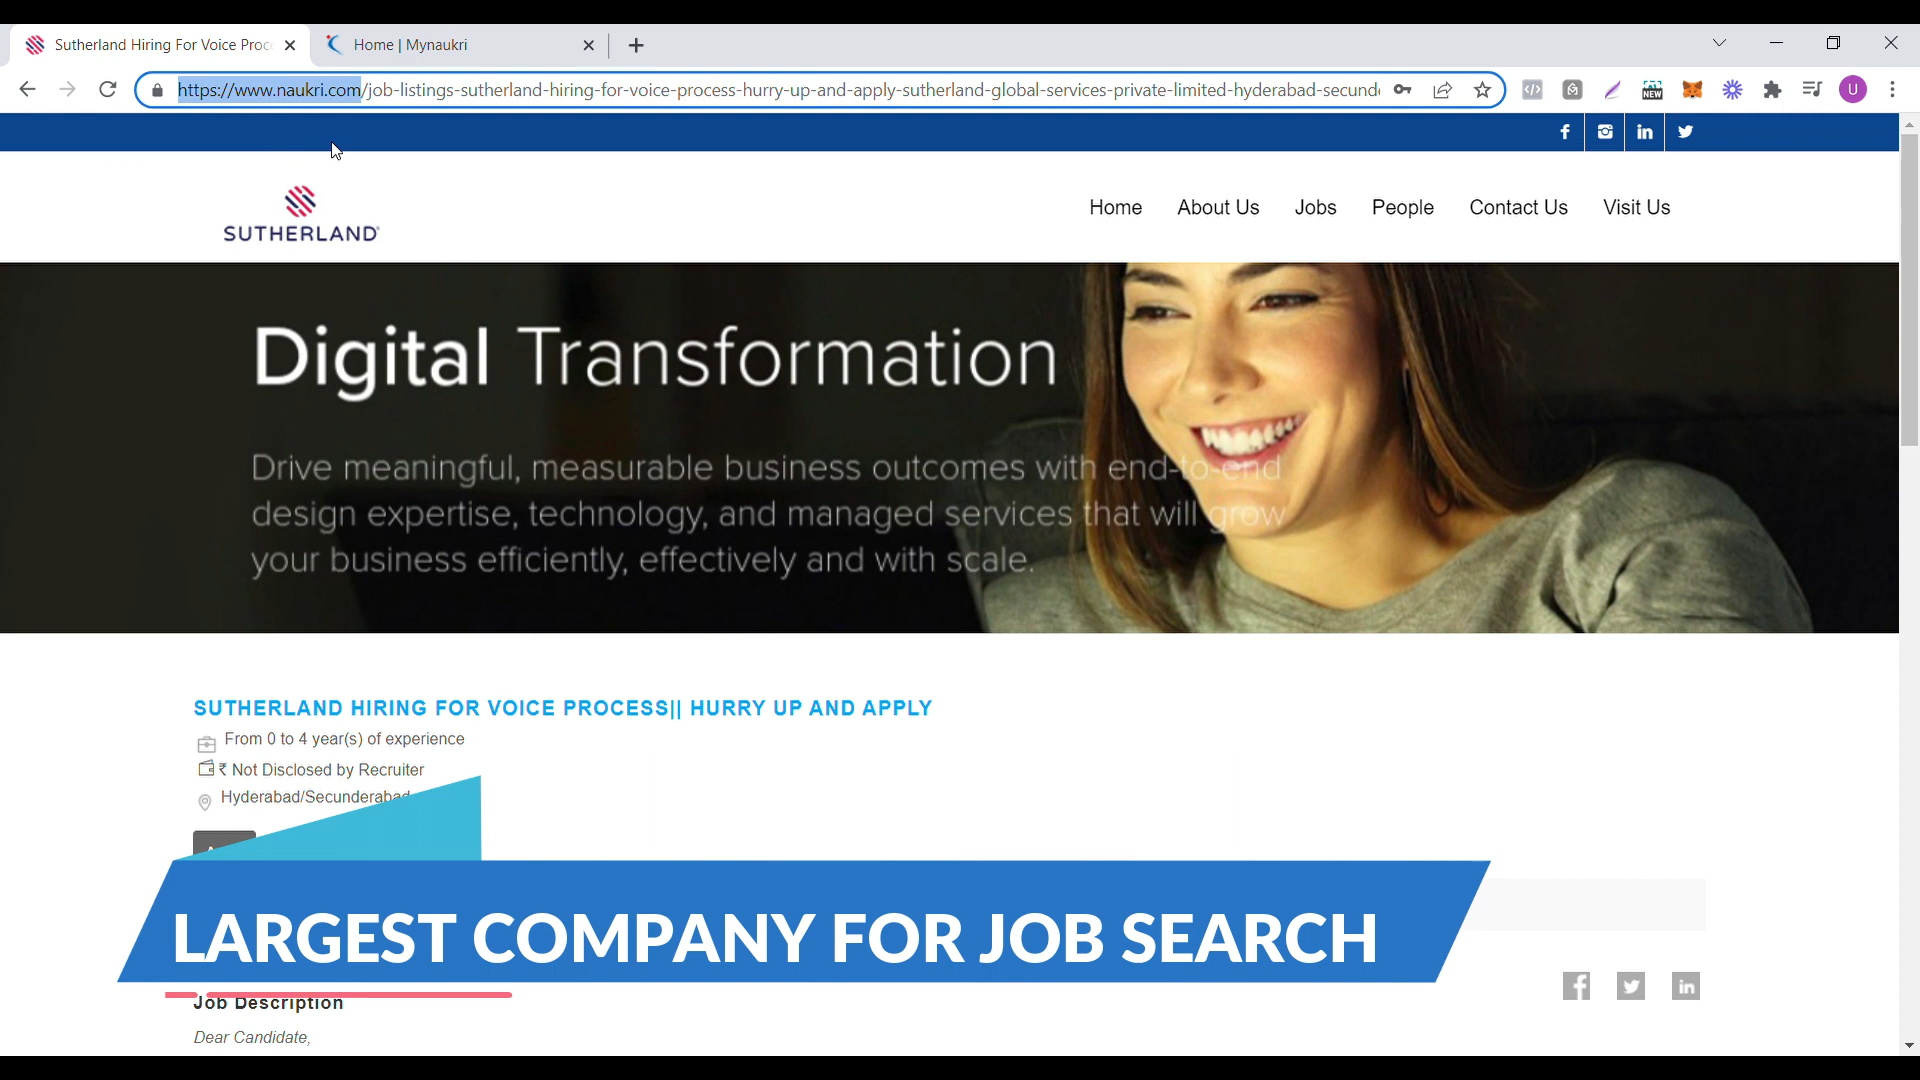 Sutherland Hiring For Voice Proc
Home | Mynaukri
https://www.naukri.com/job-listings-sutherland-hiring-for-voice-process-hurry-up-and-apply-sutherland-global-services-private-limited-hyderabad-secund
NEW
U
SUTHERLAND
Home
About Us
Jobs
People
Contact Us
Visit Us
Digital Transformation
Drive meaningful, measurable business outcomes with end-to-end
design expertise, technology, and managed services that will grow
your business efficiently, effectively and with scale.
SUTHERLAND HIRING FOR VOICE PROCESS|| HURRY UP AND APPLY
From 0 to 4 year(s) of experience
₹ Not Disclosed by Recruiter
Hyderabad/Secunderabad
LARGEST COMPANY FOR JOB SEARCH
Job Description
Dear Candidate,